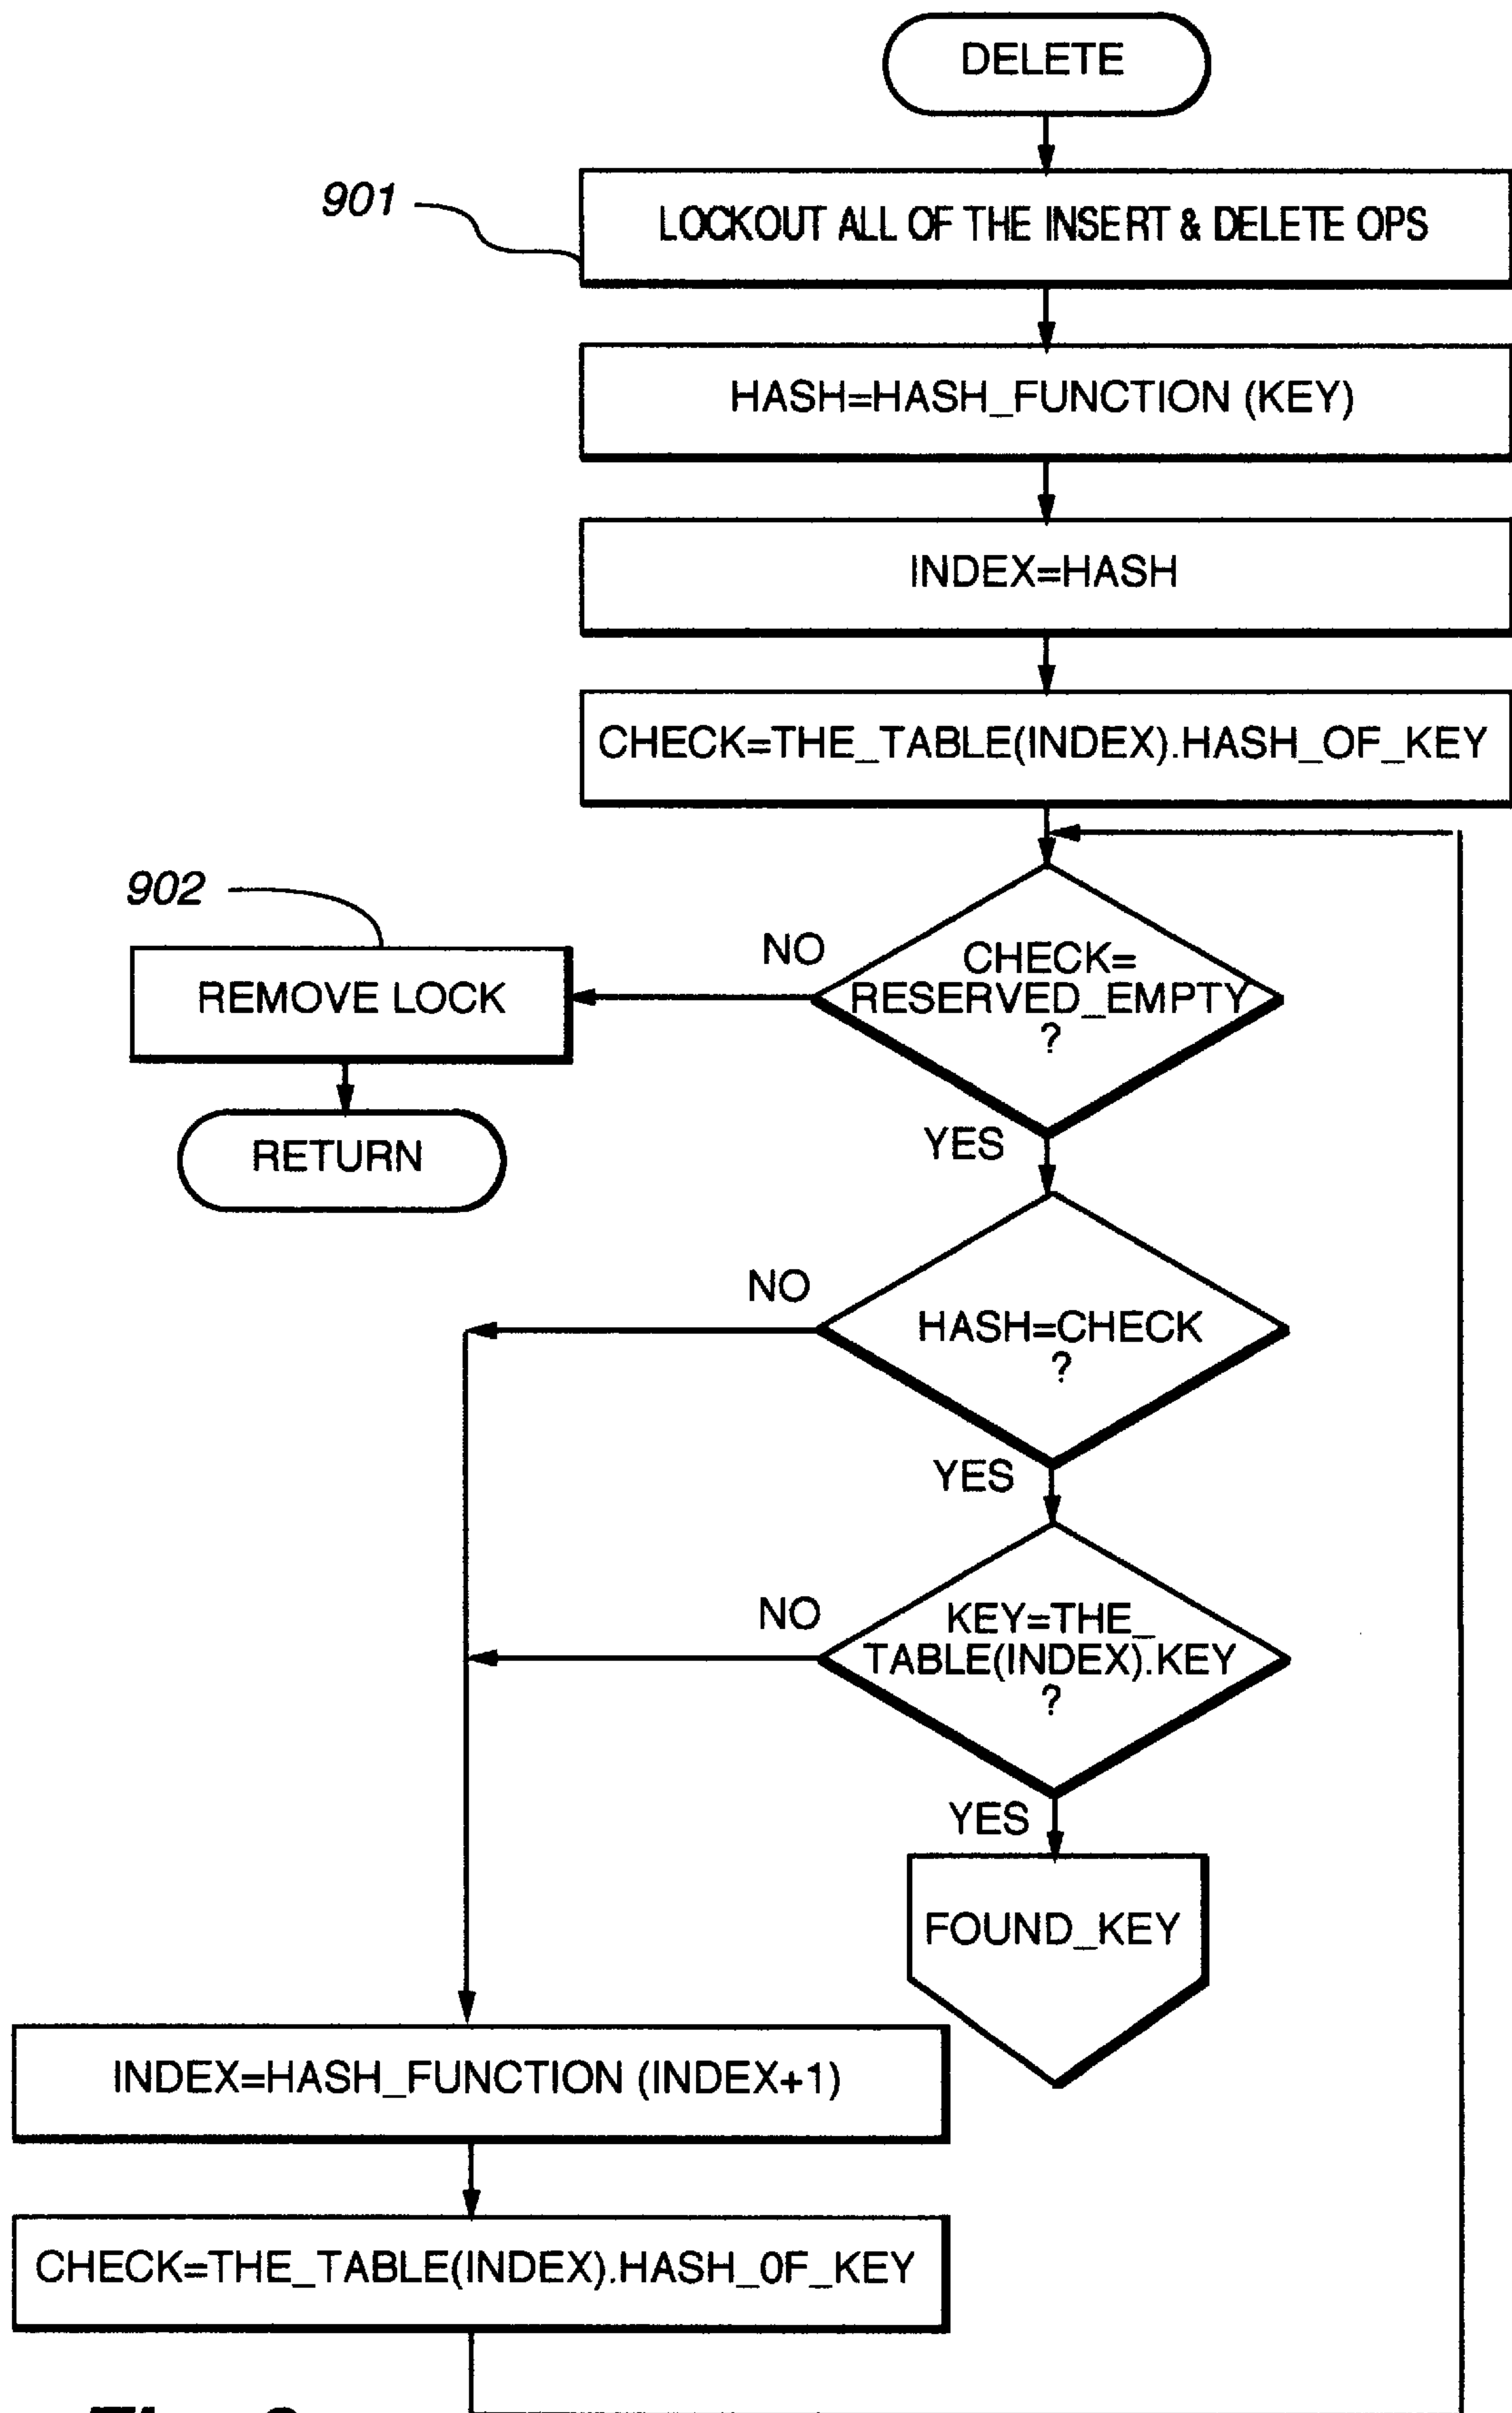 DELETE
901
LOCKOUT ALL OF THE INSERT & DELETE OPS
HASH=HASH_FUNCTION (KEY)
INDEX=HASH
CHECK=THE_TABLE(INDEX).HASH_OF_KEY
902
NO
CHECK=
RESERVED_EMPTY
?
REMOVE LOCK
YES
RETURN
NO
HASH=CHECK
?
YES
NO
KEY=THE_
TABLE(INDEX).KEY
?
YES
FOUND_KEY
INDEX=HASH_FUNCTION (INDEX+1)
CHECK=THE_TABLE(INDEX).HASH_0F_KEY